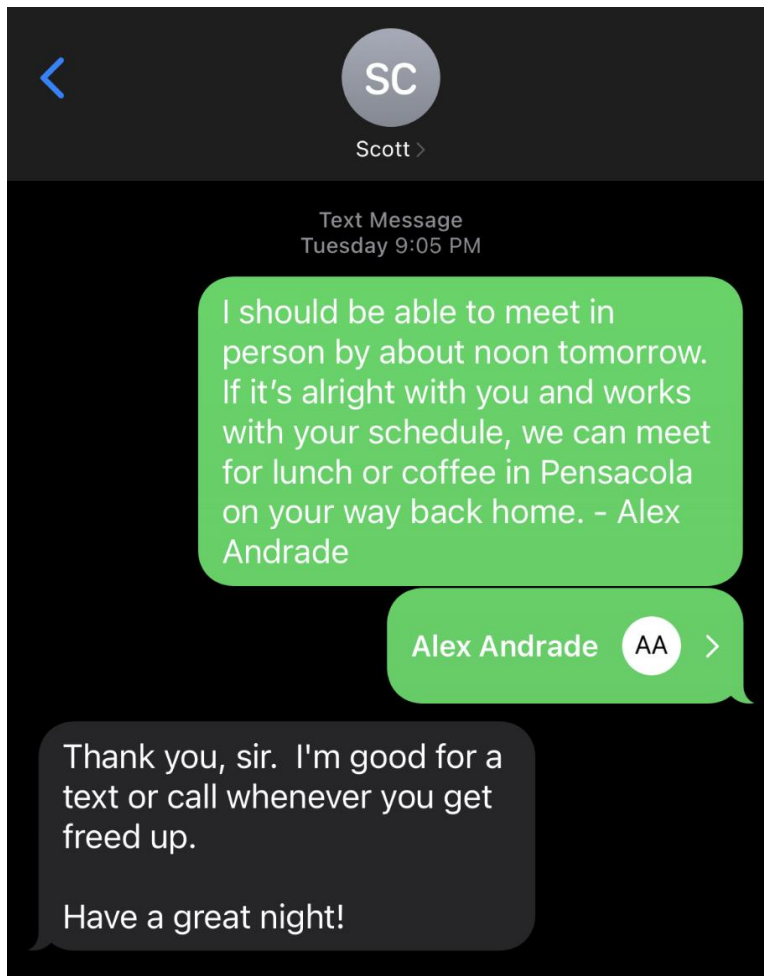 SC
Scott >
Text Message
Tuesday 9:05 PM
I should be able to meet in
person by about noon tomorrow.
If it’s alright with you and works
with your schedule, we can meet
for lunch or coffee in Pensacola
on your way back home. - Alex
Andrade
Alex Andrade AA >
Thank you, sir.  I'm good for a
text or call whenever you get
freed up.
Have a great night!